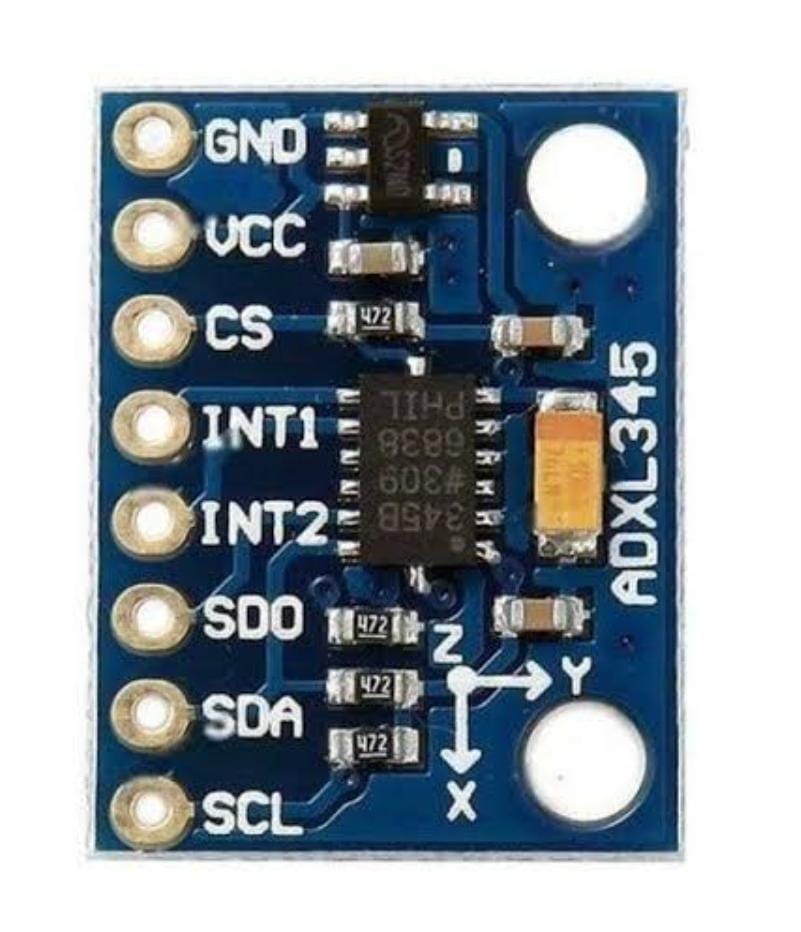 GND
VCC
CS
INT1
INT2
SDO
SDA
SCL
472
345B
#309
6838
PHIL
472
472
472
ADXL345
Z
Y
X